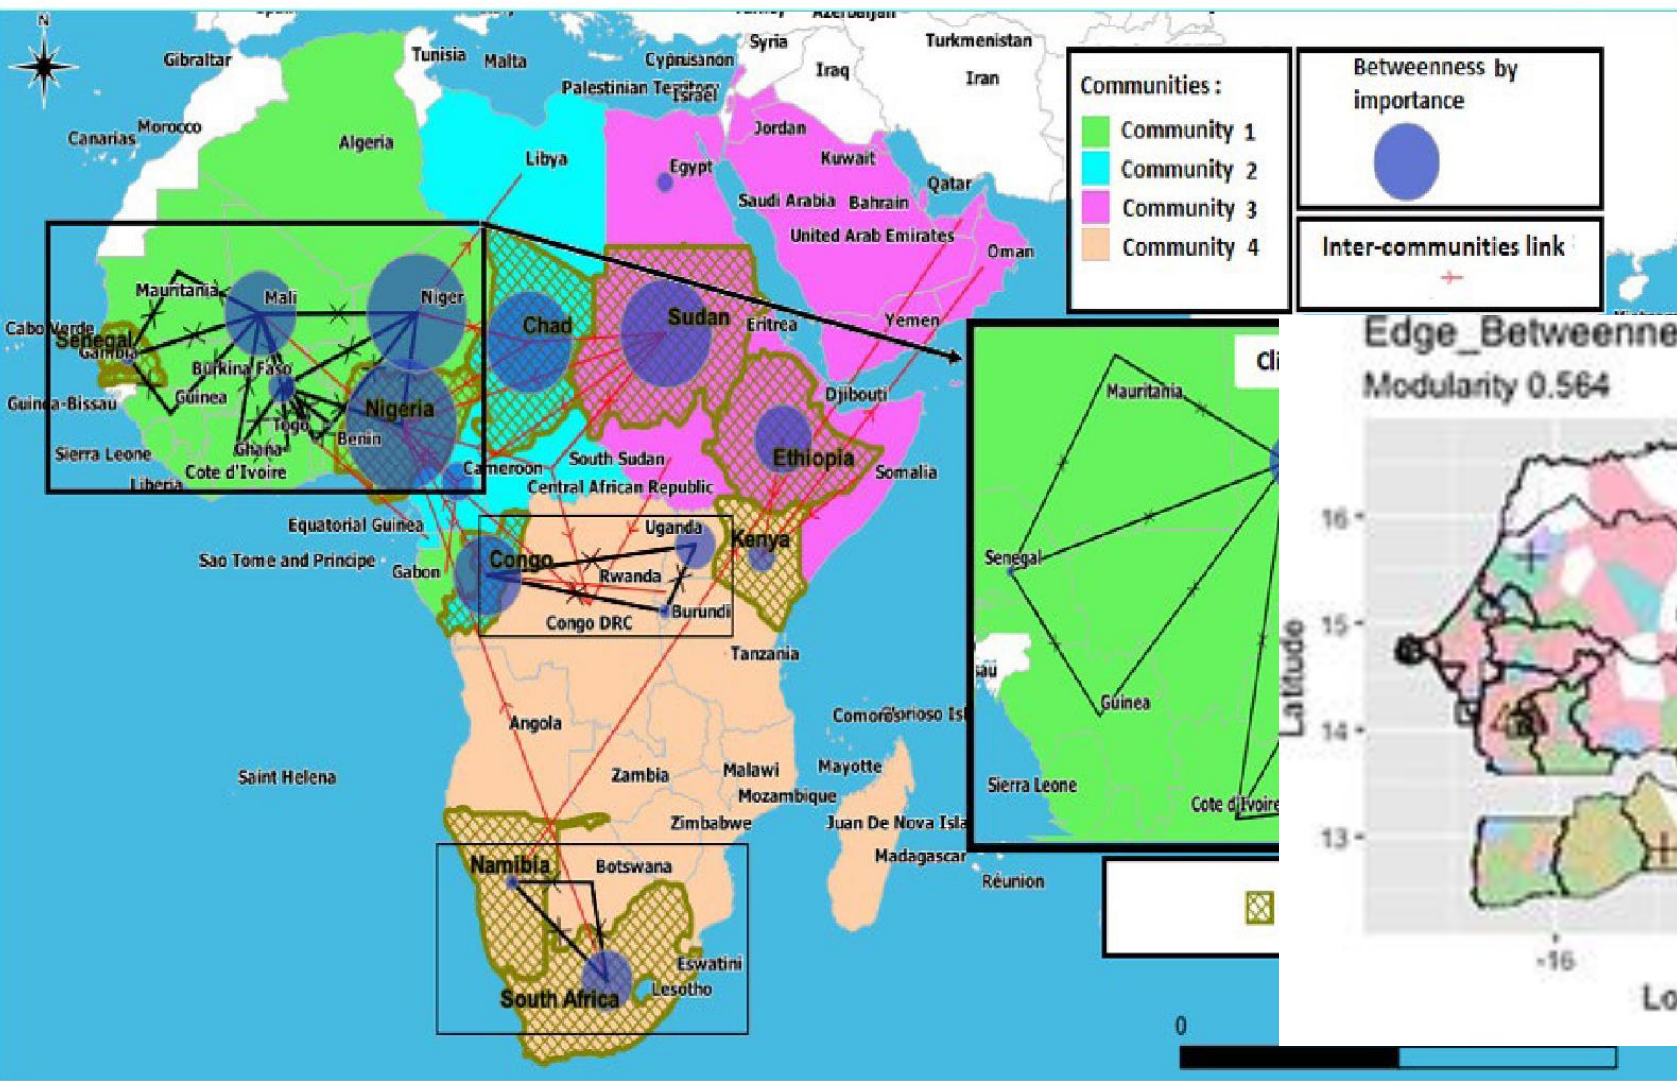 N
Gibraltar
Tunisia
Malta
Cyprus
Syria
Turkmenistan
Iraq
Iran
Palestinian Territory
Israel
Canarias
Morocco
Algeria
Libya
Egypt
Jordan
Kuwait
Qatar
Saudi Arabia
Bahrain
United Arab Emirates
Oman
Yemen
Communities :
Community 1
Community 2
Community 3
Community 4
Betweenness by
importance
Inter-communities link
Mauritania
Mali
Niger
Chad
Sudan
Eritrea
Cabo Verde
Senegal
Gambia
Burkina Faso
Guinea
Guinea-Bissau
Nigeria
Djibouti
Togo
Benin
Ghana
Sierra Leone
Cote d'Ivoire
Liberia
Cameroon
South Sudan
Ethiopia
Somalia
Central African Republic
Equatorial Guinea
Uganda
Kenya
Sao Tome and Principe
Gabon
Congo
Rwanda
Burundi
Congo DRC
Tanzania
Angola
Saint Helena
Zambia
Malawi
Mayotte
Mozambique
Zimbabwe
Juan De Nova Isla
Madagascar
Réunion
Namibia
Botswana
Eswatini
Lesotho
South Africa
Cli
Mauritania
Senegal
sau
Guinea
Sierra Leone
Cote d'Ivoire
0
Edge_Betweenne
Modularity 0.564
16
15
14
13
Latitude
-16
Lo